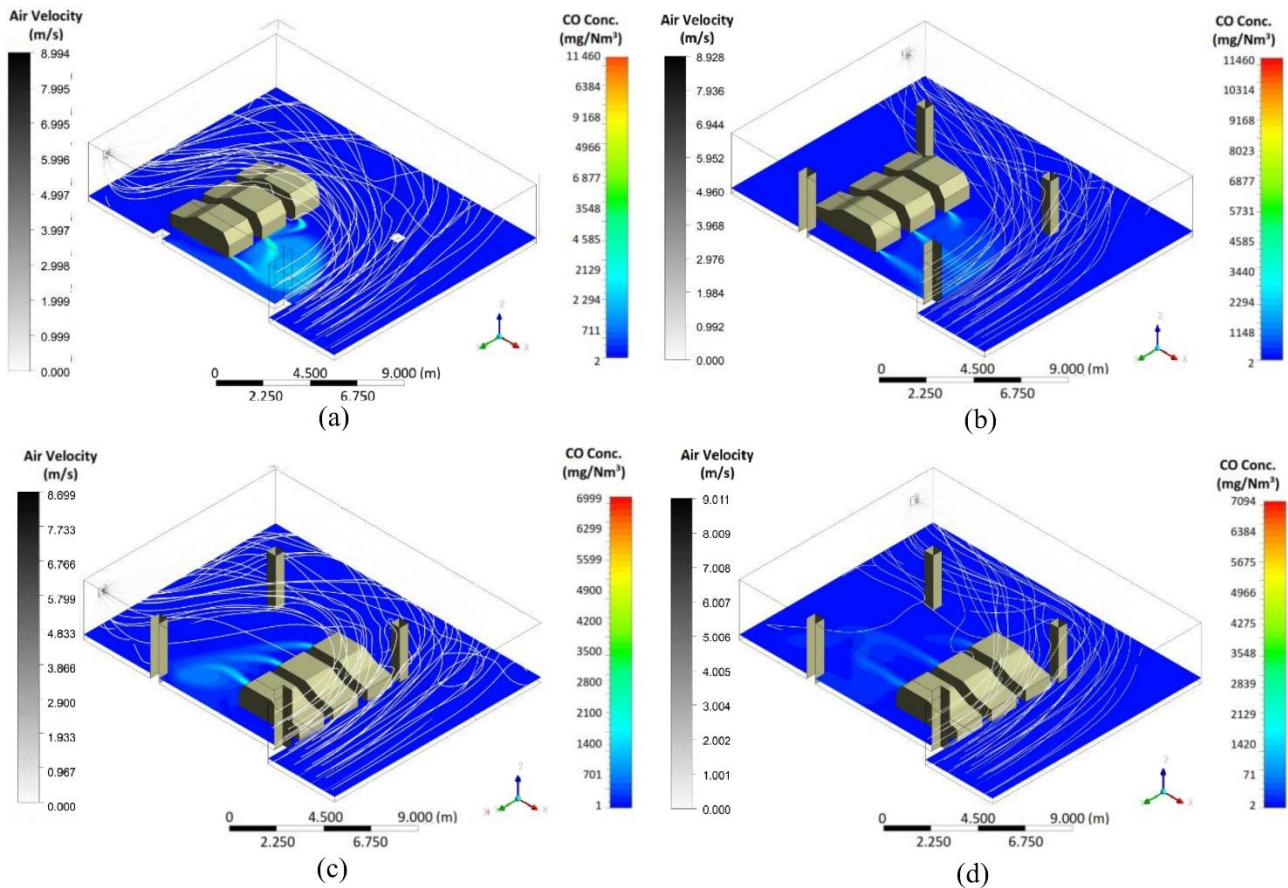 Air Velocity
(m/s)
8.994
7.995
6.995
5.996
4.997
3.997
2.998
1.999
0.999
0.000
CO Conc.
(mg/Nm³)
11 460
6384
9 168
4966
6 877
3548
4 585
2129
2 294
711
2
Z
X
0 4.500 9.000 (m)
2.250 6.750
(a)
Air Velocity
(m/s)
8.928
7.936
6.944
5.952
4.960
3.968
2.976
1.984
0.992
0.000
CO Conc.
(mg/Nm³)
11460
10314
9168
8023
6877
5731
4585
3440
2294
1148
2
Z
X
0 4.500 9.000 (m)
2.250 6.750
(b)
Air Velocity
(m/s)
8.699
7.733
6.766
5.799
4.833
3.866
2.900
1.933
0.967
0.000
CO Conc.
(mg/Nm³)
6999
6299
5599
4900
4200
3500
2800
2100
1400
701
1
Z
X
0 4.500 9.000 (m)
2.250 6.750
(c)
Air Velocity
(m/s)
9.011
8.009
7.008
6.007
5.006
4.005
3.004
2.002
1.001
0.000
CO Conc.
(mg/Nm³)
7094
6384
5675
4966
4275
3548
2839
2129
1420
71
2
Z
X
0 4.500 9.000 (m)
2.250 6.750
(d)